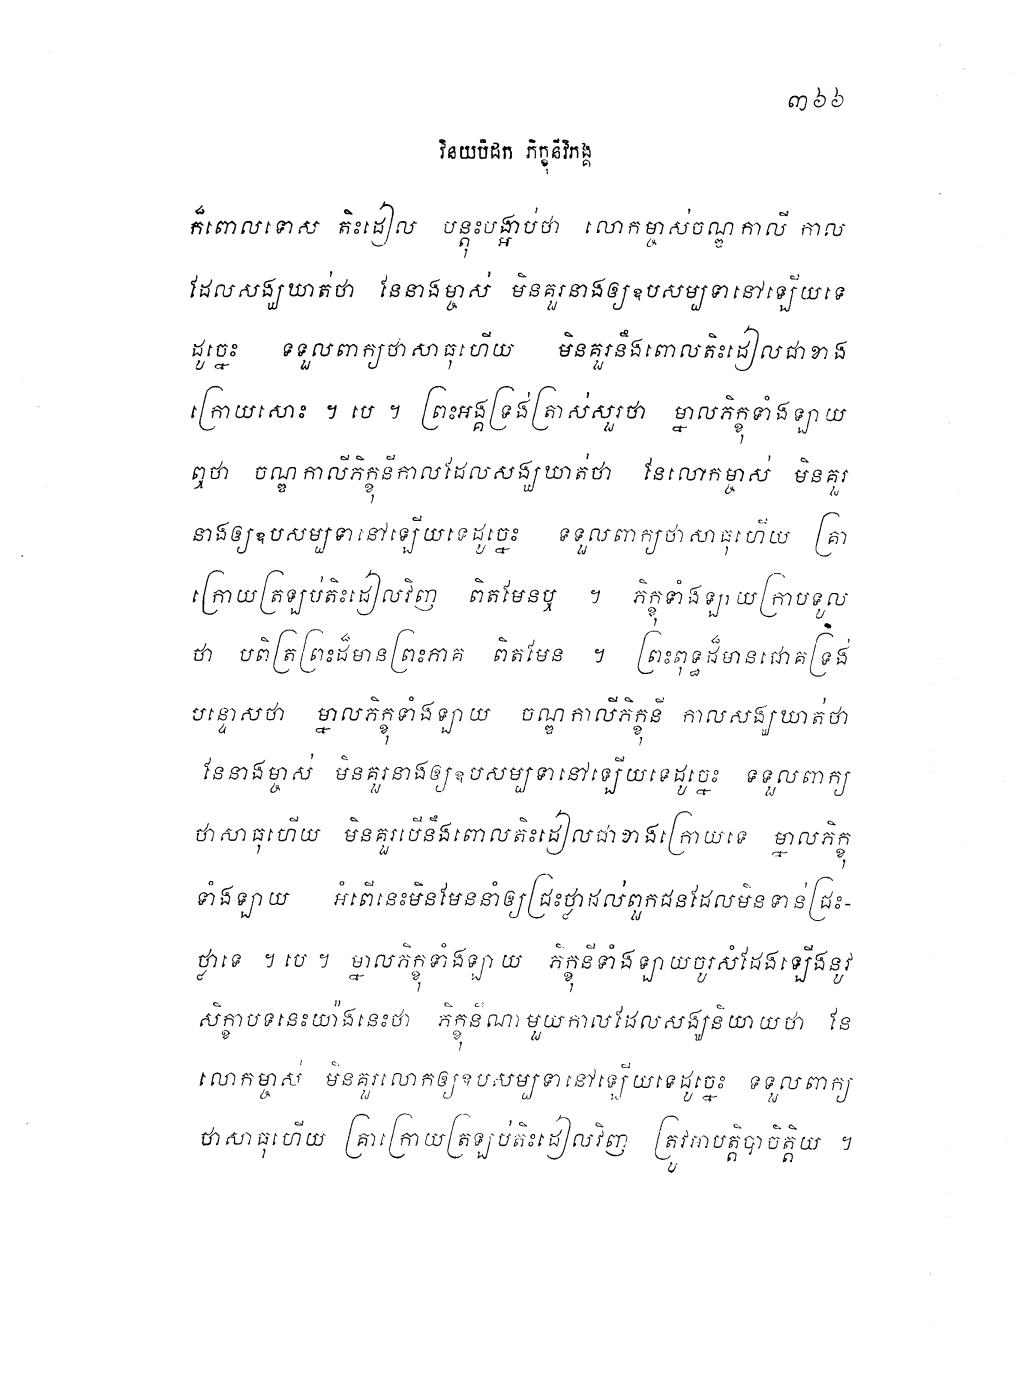 ៣៦៦
វិនយបិដក ភិក្ខុនីវិភង្គ
ក៏ពោលទោស តិះដៀល បន្តុះបង្អាប់ថា លោកម្ចាស់ចណ្ឌកាលី កាល
ដែលសង្ឃឃាត់ថា នែនាងម្ចាស់ មិនគួរនាងឲ្យឧបសម្បទានៅឡើយទេ
ដូច្នេះ ទទួលពាក្យថាសាធុហើយ មិនគួរនឹងពោលតិះដៀលជាខាង
ក្រោយសោះ ។ បេ ។ ព្រះអង្គទ្រង់ត្រាស់សួរថា ម្នាលភិក្ខុទាំងឡាយ
ឮថា ចណ្ឌកាលីភិក្ខុនីកាលដែលសង្ឃឃាត់ថា នែលោកម្ចាស់ មិនគួរ
នាងឲ្យឧបសម្បទានៅឡើយទេដូច្នេះ ទទួលពាក្យថាសាធុហើយ គ្រា
ក្រោយត្រឡប់តិះដៀលវិញ ពិតមែនឬ ។ ភិក្ខុទាំងឡាយក្រាបទូល
ថា បពិត្រព្រះដ៏មានព្រះភាគ ពិតមែន ។ ព្រះពុទ្ធដ៏មានជោគទ្រង់
បន្ទោសថា ម្នាលភិក្ខុទាំងឡាយ ចណ្ឌកាលីភិក្ខុនី កាលសង្ឃឃាត់ថា
នែនាងម្ចាស់ មិនគួរនាងឲ្យឧបសម្បទានៅឡើយទេដូច្នេះ ទទួលពាក្យ
ថាសាធុហើយ មិនគួរបើនឹងពោលតិះដៀលជាខាងក្រោយទេ ម្នាលភិក្ខុ
ទាំងឡាយ អំពើនេះមិនមែននាំឲ្យជ្រះថ្លាដល់ពួកជនដែលមិនទាន់ជ្រះ-
ថ្លាទេ ។ បេ ។ ម្នាលភិក្ខុទាំងឡាយ ភិក្ខុនីទាំងឡាយចូរសំដែងឡើងនូវ
សិក្ខាបទនេះយ៉ាងនេះថា ភិក្ខុនីណាមួយកាលដែលសង្ឃនិយាយថា នែ
លោកម្ចាស់ មិនគួរលោកឲ្យឧបសម្បទានៅឡើយទេដូច្នេះ ទទួលពាក្យ
ថាសាធុហើយ គ្រាក្រោយត្រឡប់តិះដៀលវិញ ត្រូវអាបត្តិបាចិត្តិយ ។